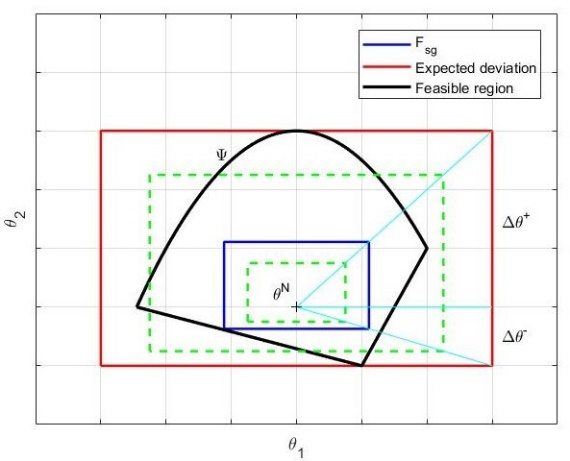 F_sg
Expected deviation
Feasible region
Ψ
θ_2
Δθ^+
θ^N
Δθ^-
θ_1